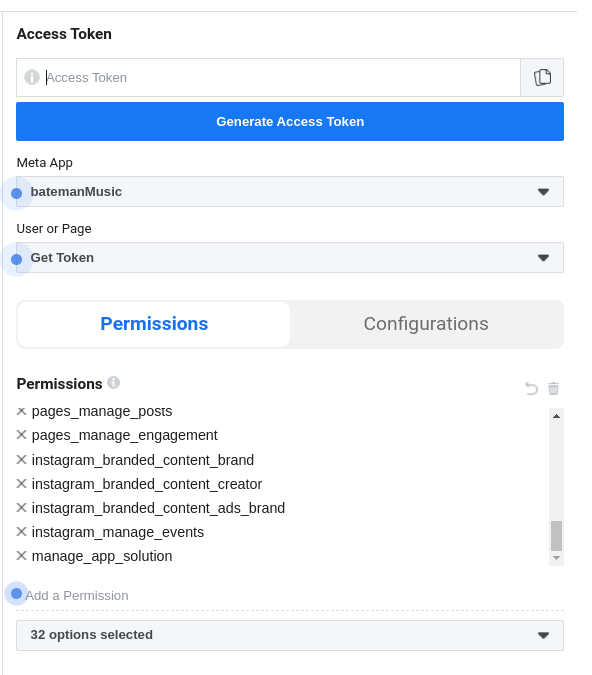 Access Token
Access Token
Generate Access Token
Meta App
batemanMusic
User or Page
Get Token
Permissions
Configurations
Permissions
pages_manage_posts
pages_manage_engagement
instagram_branded_content_brand
instagram_branded_content_creator
instagram_branded_content_ads_brand
instagram_manage_events
manage_app_solution
Add a Permission
32 options selected